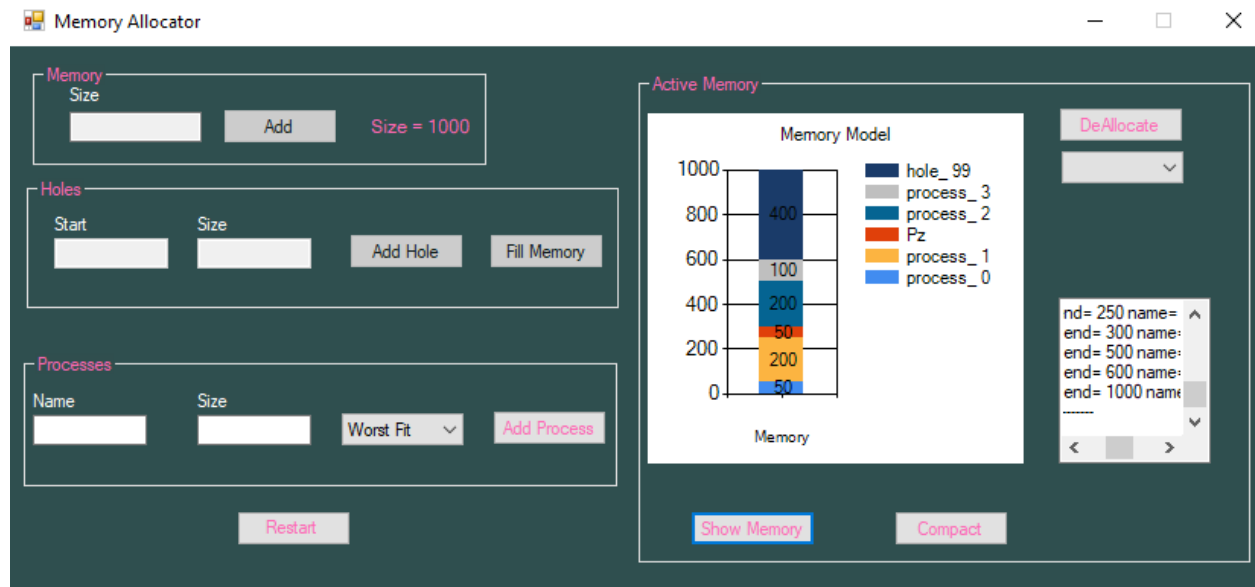 Memory Allocator
Memory
Size
Add
Size = 1000
Holes
Start
Size
Add Hole
Fill Memory
Processes
Name
Size
Worst Fit
Add Process
Restart
Active Memory
Memory Model
1000
800
600
400
200
0
400
100
200
50
200
50
Memory
hole_ 99
process_ 3
process_ 2
Pz
process_ 1
process_ 0
DeAllocate
nd= 250 name=
end= 300 name=
end= 500 name=
end= 600 name=
end= 1000 name
-------
Show Memory
Compact